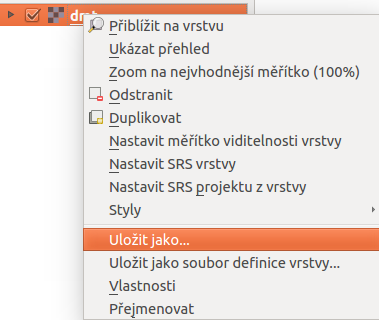 Přiblížit na vrstvu
Ukázat přehled
Zoom na nejvhodnější měřítko (100%)
Odstranit
Duplikovat
Nastavit měřítko viditelnosti vrstvy
Nastavit SRS vrstvy
Nastavit SRS projektu z vrstvy
Styly
Uložit jako...
Uložit jako soubor definice vrstvy...
Vlastnosti
Přejmenovat